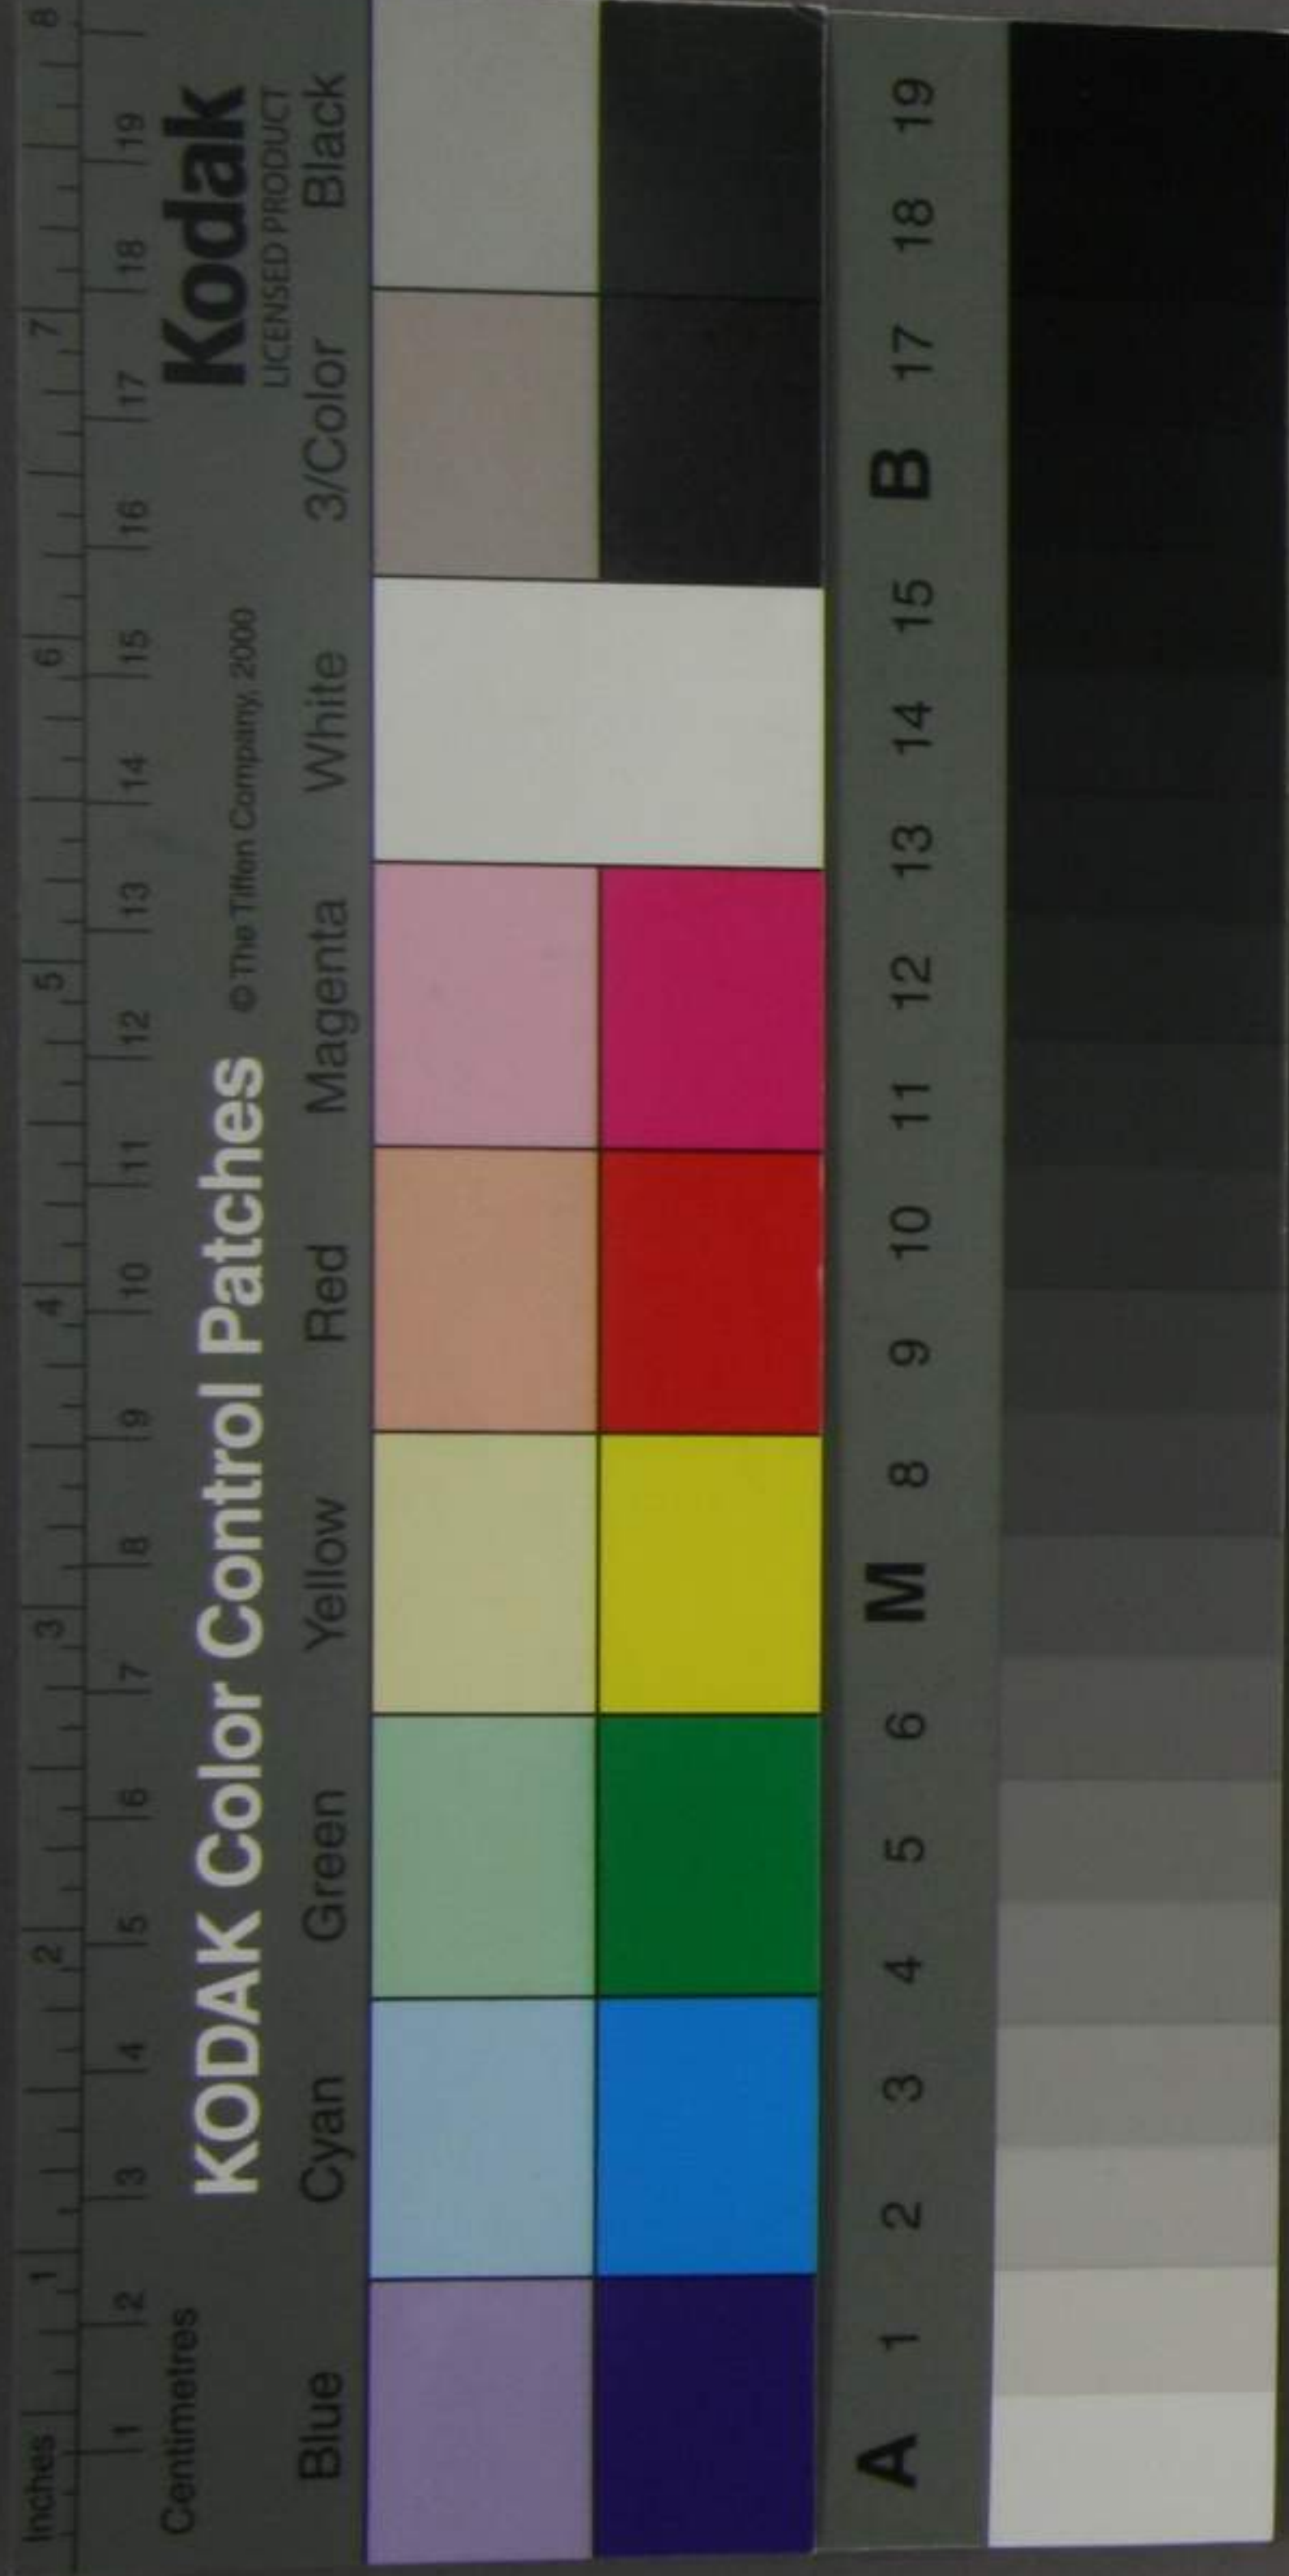 Inches 1 2 3 4 5 6 7 8
Centimetres 1 2 3 4 5 6 7 8 9 10 11 12 13 14 15 16 17 18 19
KODAK Color Control Patches © The Tiffen Company, 2000 Kodak
LICENSED PRODUCT
Blue Cyan Green Yellow Red Magenta White 3/Color Black
A 1 2 3 4 5 6 M 8 9 10 11 12 13 14 15 B 17 18 19